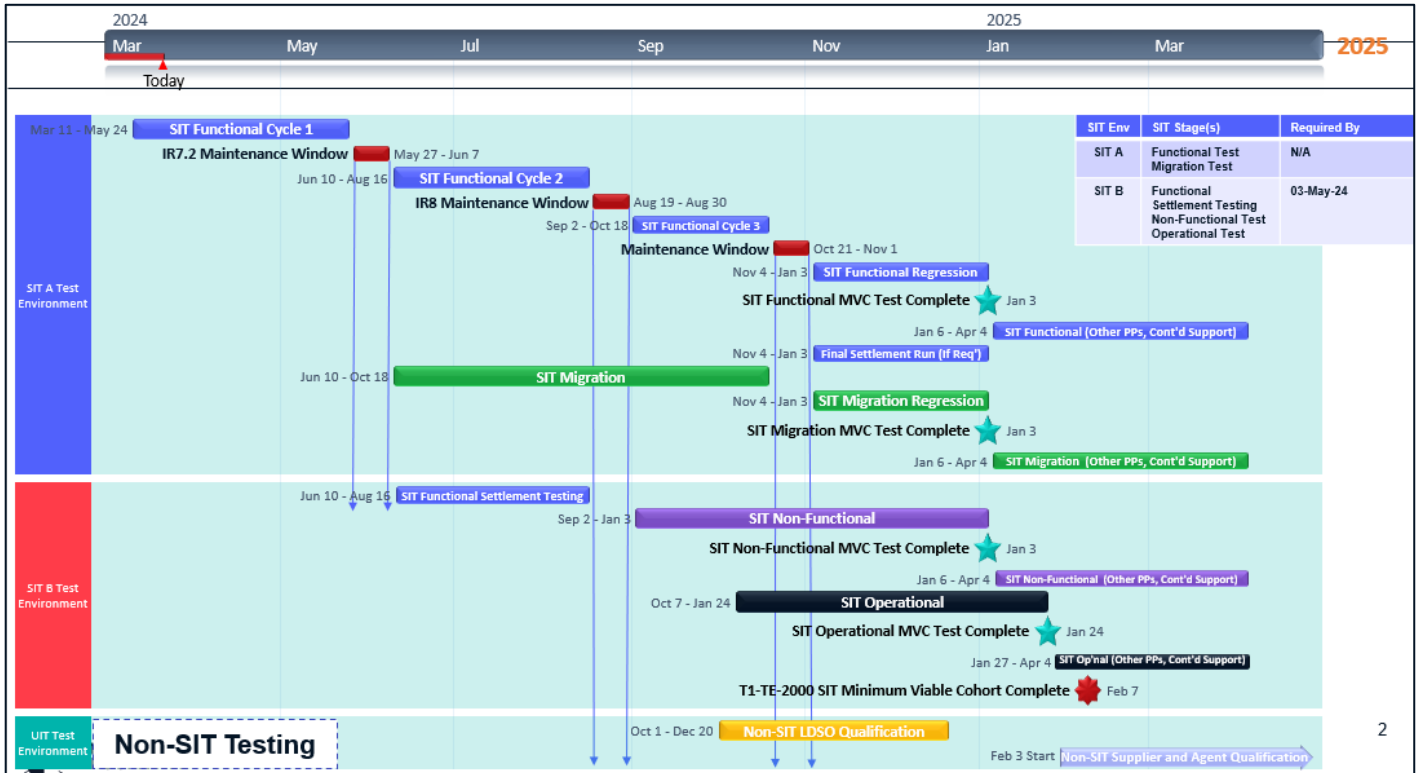 2024 2025
Mar May Jul Sep Nov Jan Mar 2025
Today
SIT Env SIT Stage(s) Required By
SIT A Functional Test N/A
Migration Test
SIT B Functional 03-May-24
Settlement Testing
Non-Functional Test
Operational Test
SIT A Test
Environment
Mar 11 - May 24 SIT Functional Cycle 1
IR7.2 Maintenance Window May 27 - Jun 7
Jun 10 - Aug 16 SIT Functional Cycle 2
IR8 Maintenance Window Aug 19 - Aug 30
Sep 2 - Oct 18 SIT Functional Cycle 3
Maintenance Window Oct 21 - Nov 1
Nov 4 - Jan 3 SIT Functional Regression
SIT Functional MVC Test Complete Jan 3
Jan 6 - Apr 4 SIT Functional (Other PPs, Cont'd Support)
Nov 4 - Jan 3 Final Settlement Run (If Req')
Jun 10 - Oct 18 SIT Migration
Nov 4 - Jan 3 SIT Migration Regression
SIT Migration MVC Test Complete Jan 3
Jan 6 - Apr 4 SIT Migration (Other PPs, Cont'd Support)
SIT B Test
Environment
Jun 10 - Aug 16 SIT Functional Settlement Testing
Sep 2 - Jan 3 SIT Non-Functional
SIT Non-Functional MVC Test Complete Jan 3
Jan 6 - Apr 4 SIT Non-Functional (Other PPs, Cont'd Support)
Oct 7 - Jan 24 SIT Operational
SIT Operational MVC Test Complete Jan 24
Jan 27 - Apr 4 SIT Op'nal (Other PPs, Cont'd Support)
T1-TE-2000 SIT Minimum Viable Cohort Complete Feb 7
UIT Test
Environment
Non-SIT Testing
Oct 1 - Dec 20 Non-SIT LDSO Qualification
Feb 3 Start Non-SIT Supplier and Agent Qualification
2